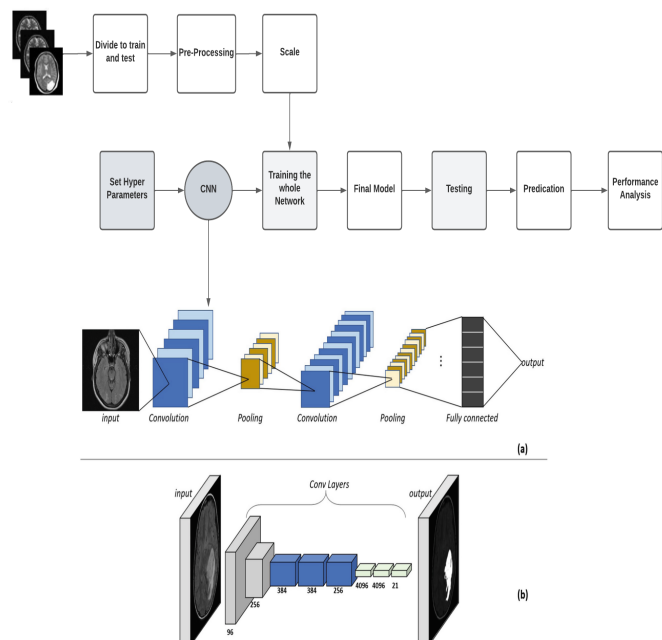 Divide to train
and test
Pre-Processing
Scale
Set Hyper
Parameters
CNN
Training the
whole
Network
Final Model
Testing
Predication
Performance
Analysis
input
Convolution
Pooling
Convolution
Pooling
Fully connected
output
(a)
input
Conv Layers
output
96
256
384
384
256
4096
4096
21
(b)